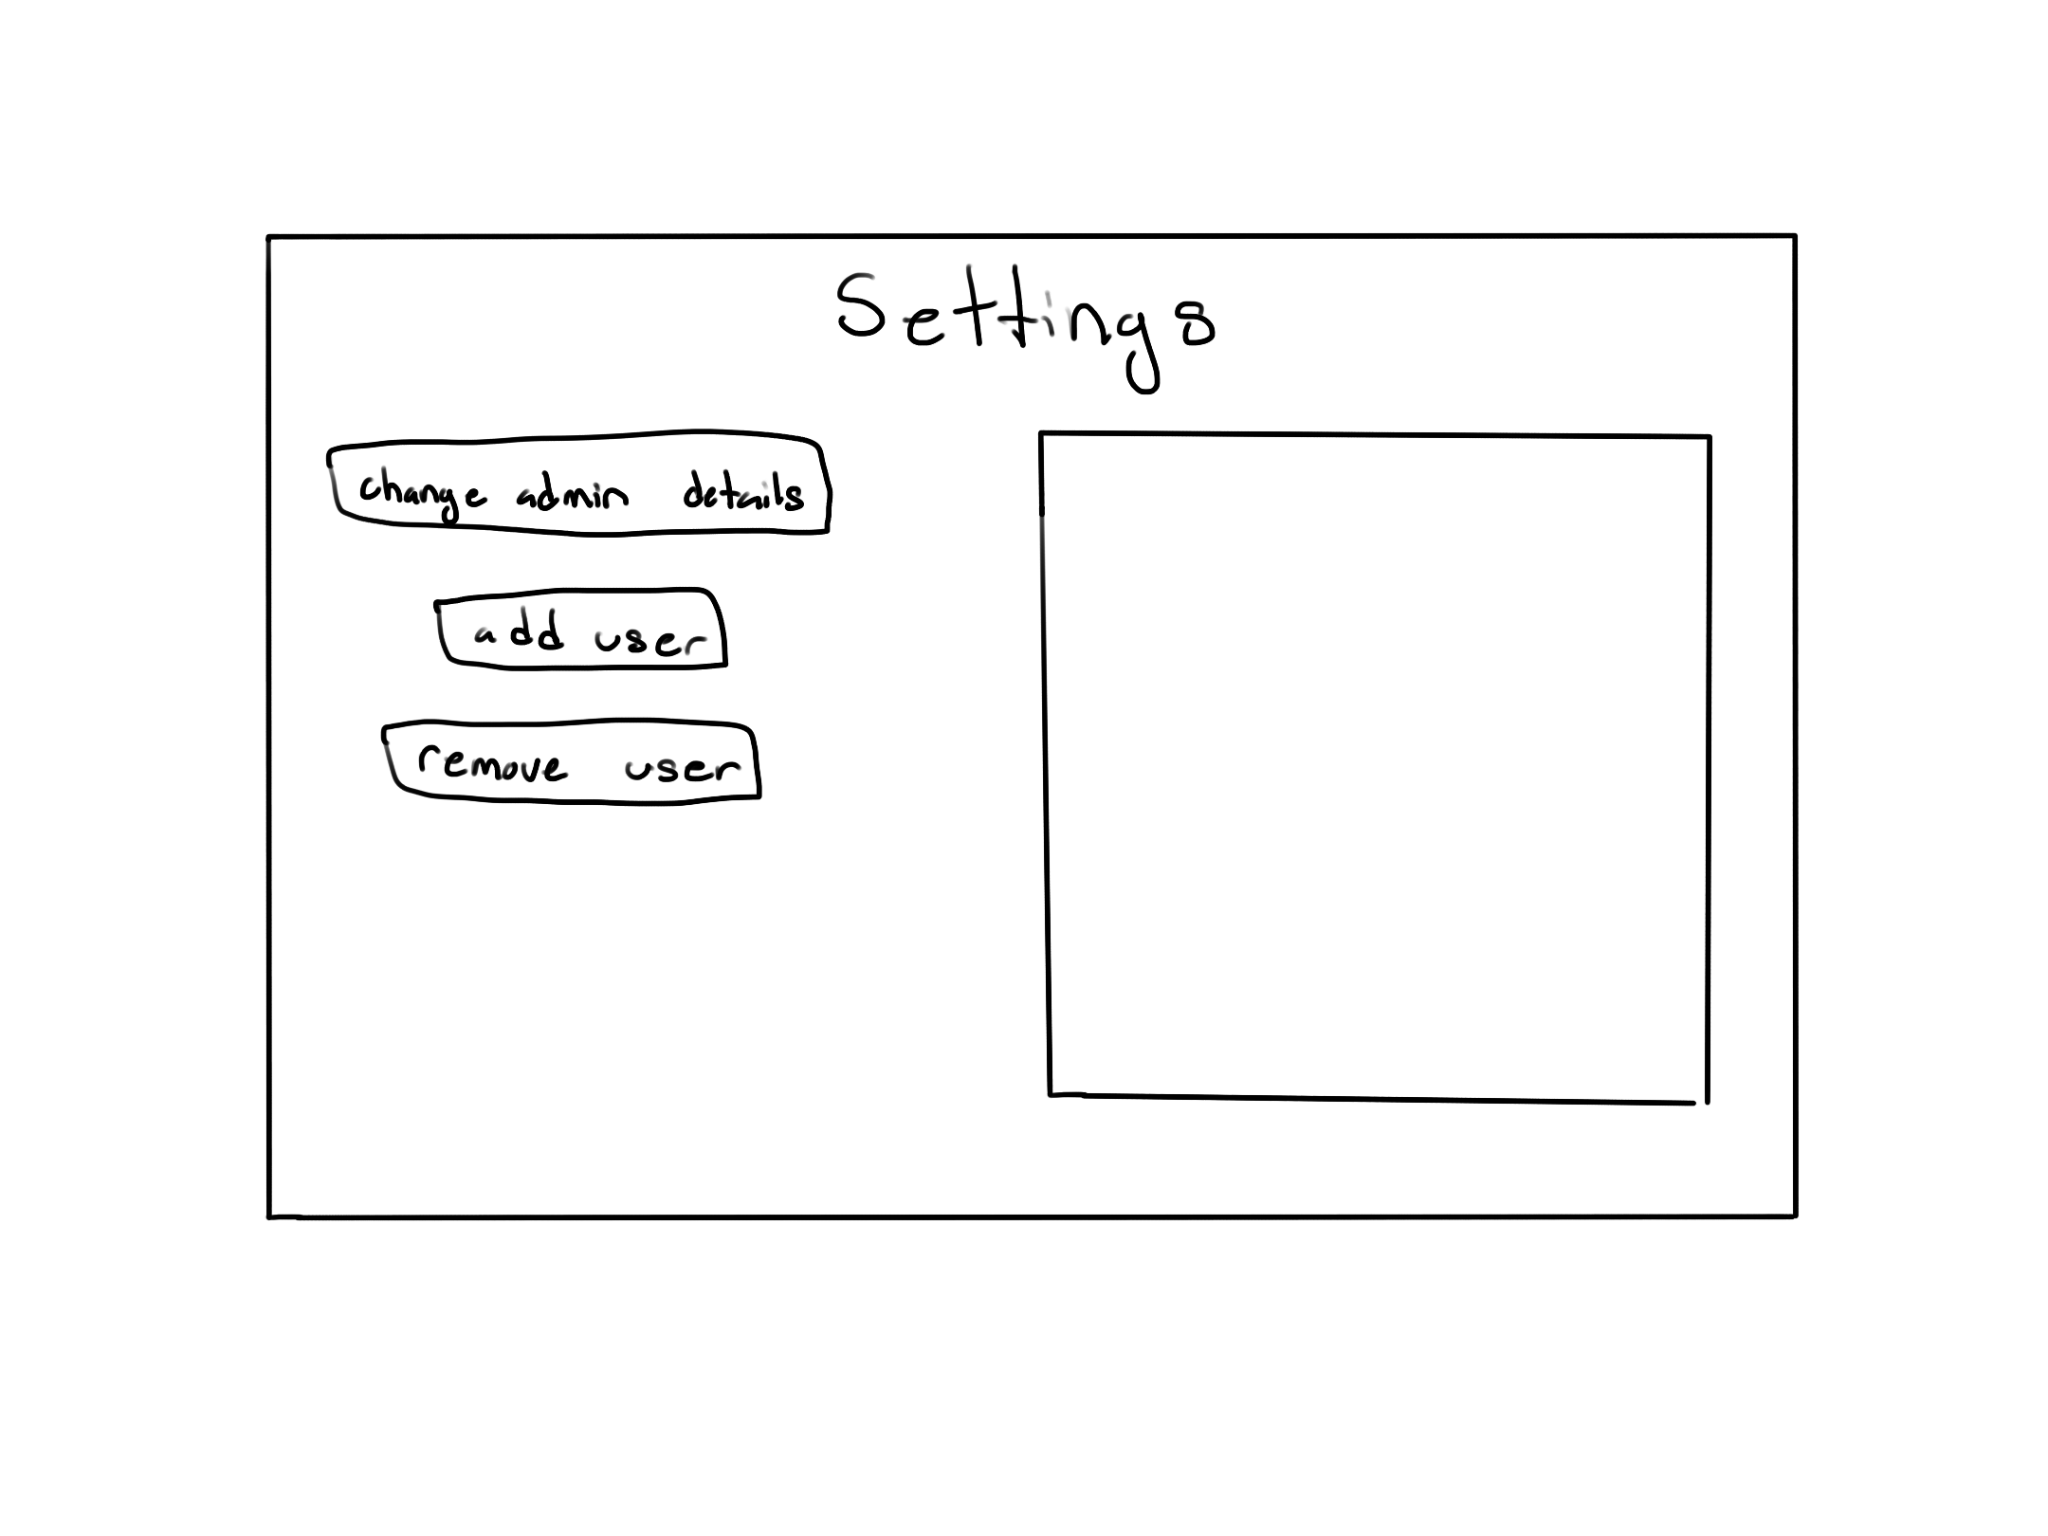 Settings
change admin details
add user
remove user